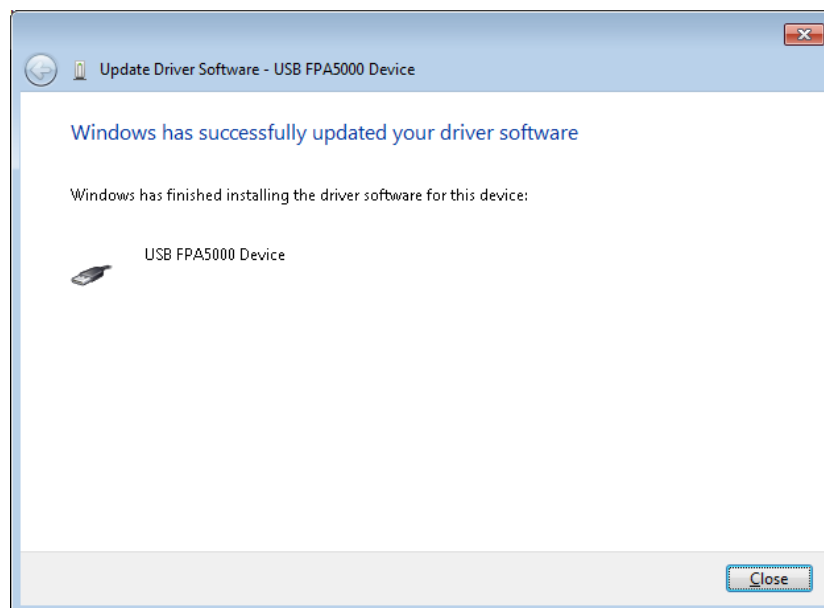 Update Driver Software - USB FPA5000 Device
Windows has successfully updated your driver software
Windows has finished installing the driver software for this device:
USB FPA5000 Device
Close